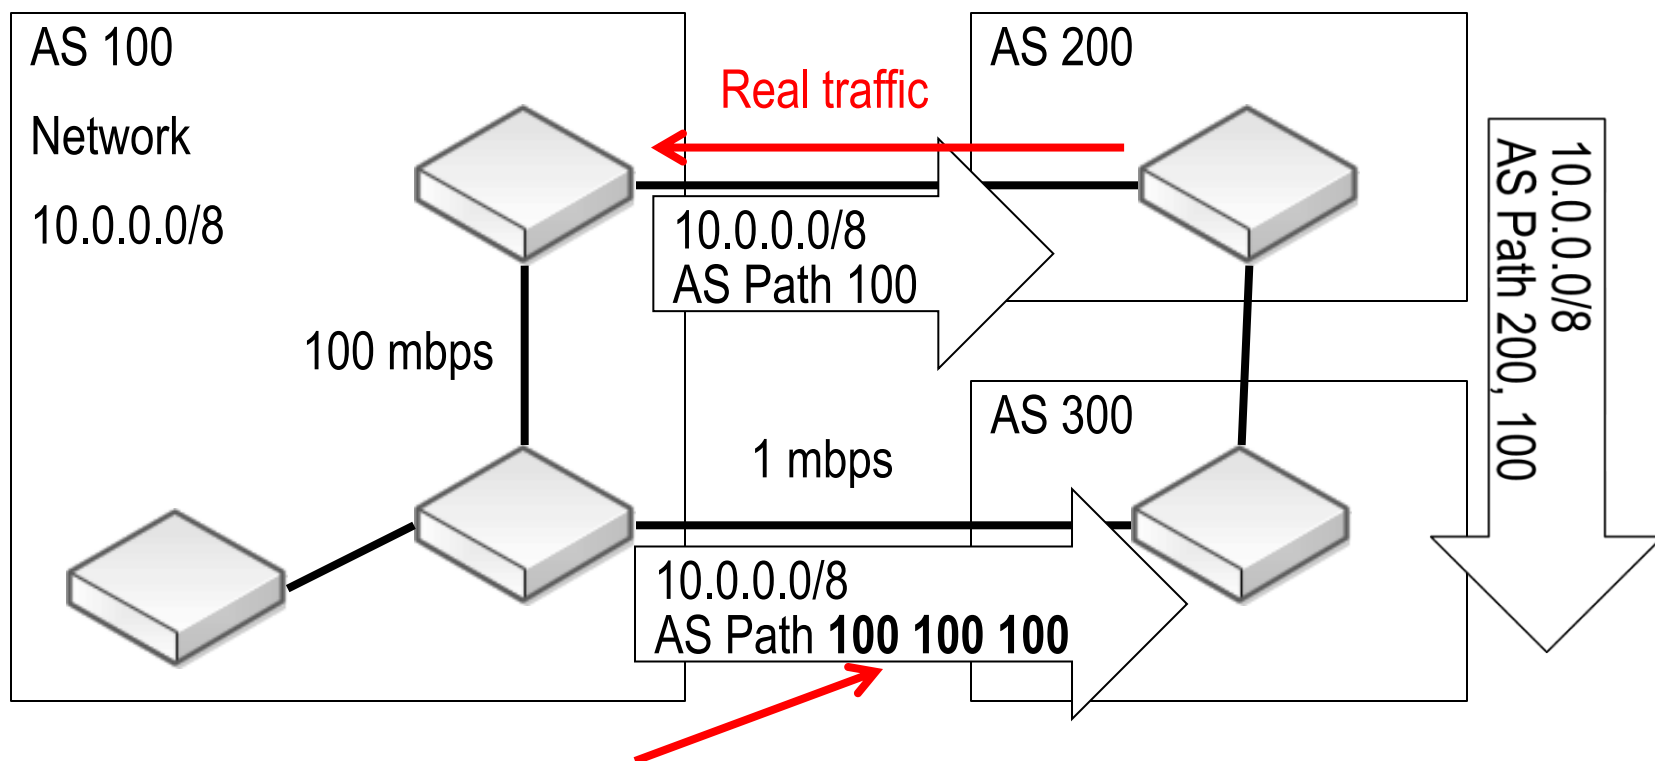 AS 100
Network
10.0.0.0/8
Real traffic
AS 200
10.0.0.0/8
AS Path 100
100 mbps
10.0.0.0/8
AS Path 200, 100
AS 300
1 mbps
10.0.0.0/8
AS Path 100 100 100